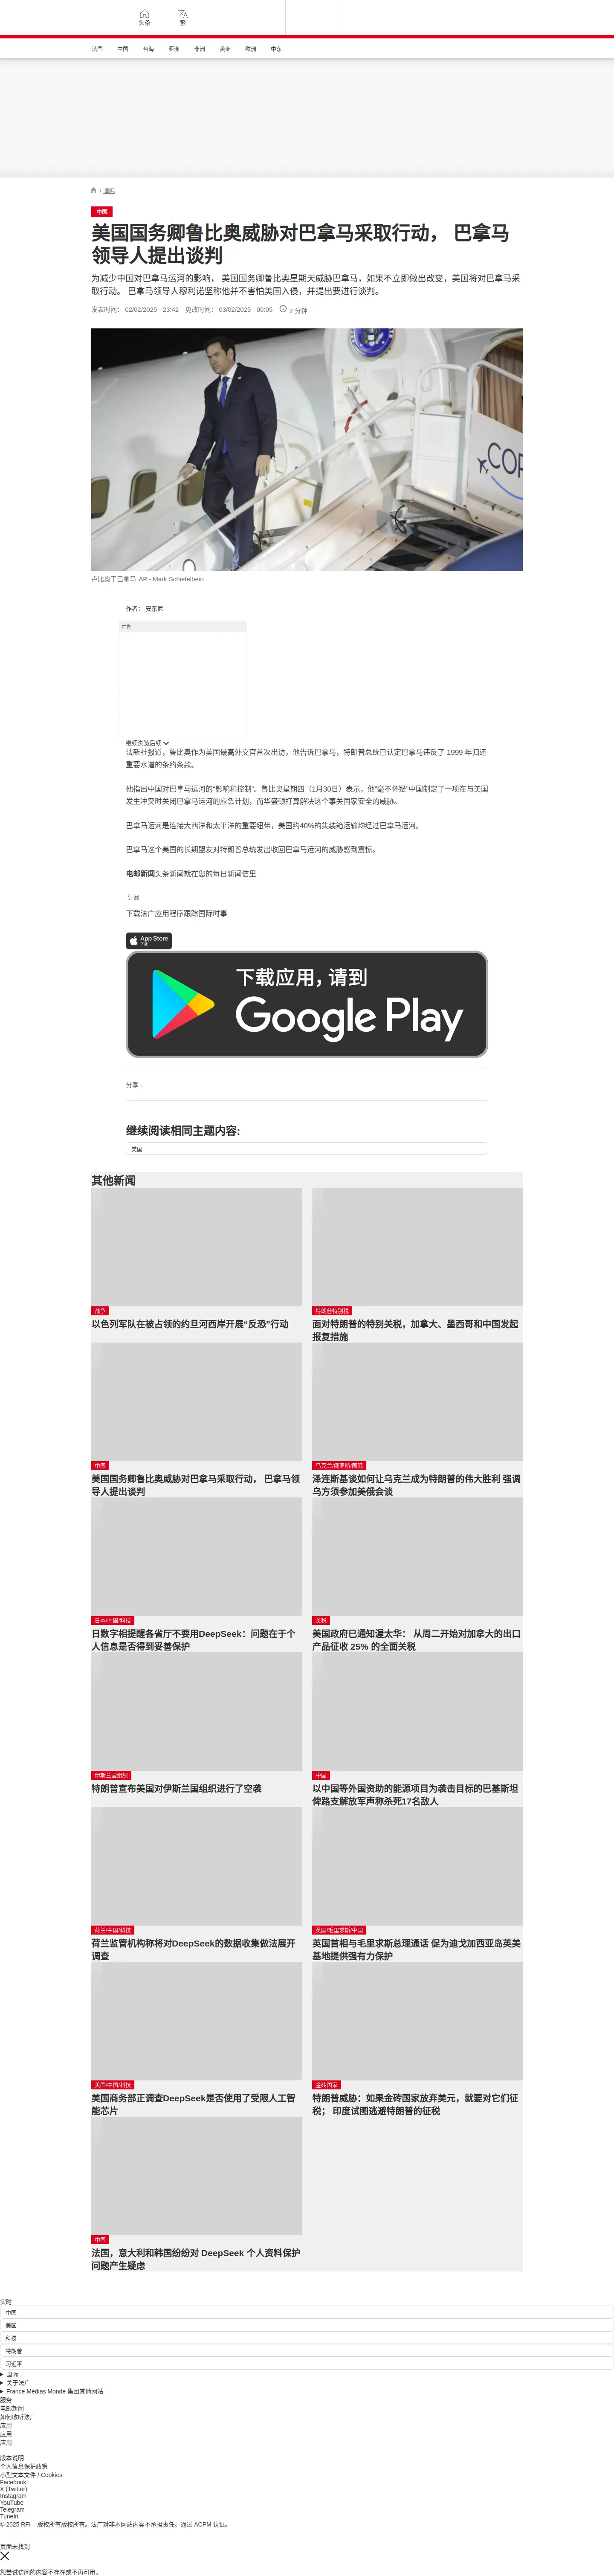 头条
繁
法国 中国 台海 亚洲 非洲 美洲 欧洲 中东
/ 国际
中国
美国国务卿鲁比奥威胁对巴拿马采取行动， 巴拿马
领导人提出谈判
为减少中国对巴拿马运河的影响， 美国国务卿鲁比奥星期天威胁巴拿马，如果不立即做出改变，美国将对巴拿马采
取行动。 巴拿马领导人穆利诺坚称他并不害怕美国入侵，并提出要进行谈判。
发表时间： 02/02/2025 - 23:42 更改时间： 03/02/2025 - 00:05 2 分钟
COP
卢比奥于巴拿马 AP - Mark Schiefelbein
作者： 安东尼
广告
继续浏览后续
法新社报道，鲁比奥作为美国最高外交官首次出访，他告诉巴拿马，特朗普总统已认定巴拿马违反了 1999 年归还
重要水道的条约条款。
他指出中国对巴拿马运河的“影响和控制”。鲁比奥星期四（1月30日）表示，他“毫不怀疑”中国制定了一项在与美国
发生冲突时关闭巴拿马运河的应急计划，而华盛顿打算解决这个事关国家安全的威胁。
巴拿马运河是连接大西洋和太平洋的重要纽带，美国约40%的集装箱运输均经过巴拿马运河。
巴拿马这个美国的长期盟友对特朗普总统发出收回巴拿马运河的威胁感到震惊。
电邮新闻头条新闻就在您的每日新闻信里
订阅
下载法广应用程序跟踪国际时事
App Store
下载
下载应用，请到
Google Play
分享 :
继续阅读相同主题内容:
美国
其他新闻
战争
以色列军队在被占领的约旦河西岸开展“反恐”行动
特朗普特别税
面对特朗普的特别关税，加拿大、墨西哥和中国发起
报复措施
中国
美国国务卿鲁比奥威胁对巴拿马采取行动， 巴拿马领
导人提出谈判
乌克兰/俄罗斯/国际
泽连斯基谈如何让乌克兰成为特朗普的伟大胜利 强调
乌方须参加美俄会谈
日本/中国/科技
日数字相提醒各省厅不要用DeepSeek：问题在于个
人信息是否得到妥善保护
关税
美国政府已通知渥太华： 从周二开始对加拿大的出口
产品征收 25% 的全面关税
伊斯兰国组织
特朗普宣布美国对伊斯兰国组织进行了空袭
中国
以中国等外国资助的能源项目为袭击目标的巴基斯坦
俾路支解放军声称杀死17名敌人
荷兰/中国/科技
荷兰监管机构称将对DeepSeek的数据收集做法展开
调查
英国/毛里求斯/中国
英国首相与毛里求斯总理通话 促为迪戈加西亚岛英美
基地提供强有力保护
美国/中国/科技
美国商务部正调查DeepSeek是否使用了受限人工智
能芯片
金砖国家
特朗普威胁：如果金砖国家放弃美元，就要对它们征
税； 印度试图逃避特朗普的征税
中国
法国，意大利和韩国纷纷对 DeepSeek 个人资料保护
问题产生疑虑
实时
中国
美国
科技
特朗普
习近平
国际
关于法广
France Médias Monde 集团其他网站
服务
电邮新闻
如何收听法广
应用
应用
应用
版本说明
个人信息保护政策
小型文本文件 / Cookies
Facebook
X (Twitter)
Instagram
YouTube
Telegram
TuneIn
© 2025 RFI – 版权所有版权所有。法广对非本网站内容不承担责任。通过 ACPM 认证。
页面未找到
您尝试访问的内容不存在或不再可用。